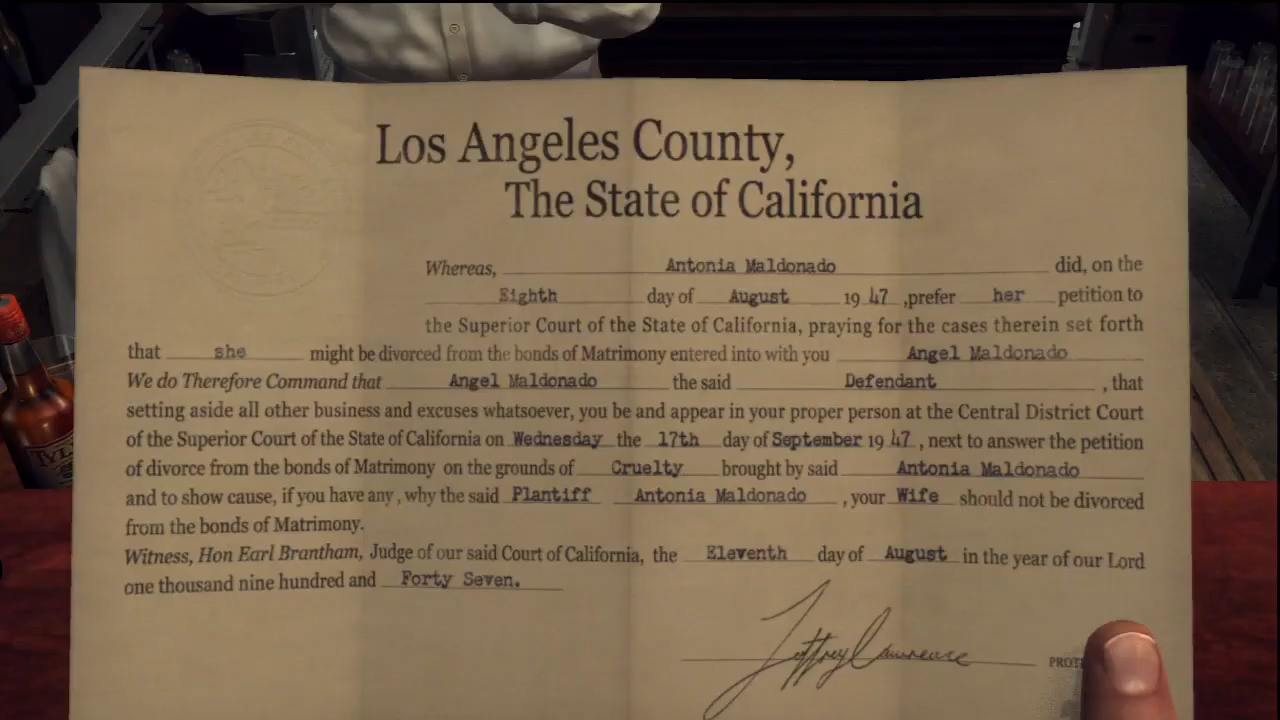 Los Angeles County,
The State of California
Whereas, Antonia Maldonado did, on the
Eighth day of August 1947, prefer her petition to
the Superior Court of the State of California, praying for the cases therein set forth
that she might be divorced from the bonds of Matrimony entered into with you Angel Maldonado
We do Therefore Command that Angel Maldonado the said Defendant, that
setting aside all other business and excuses whatsoever, you be and appear in your proper person at the Central District Court
of the Superior Court of the State of California on Wednesday the 17th day of September 1947, next to answer the petition
of divorce from the bonds of Matrimony on the grounds of Cruelty brought by said Antonia Maldonado
and to show cause, if you have any, why the said Plantiff Antonia Maldonado, your Wife should not be divorced
from the bonds of Matrimony.
Witness, Hon Earl Brantham, Judge of our said Court of California, the Eleventh day of August in the year of our Lord
one thousand nine hundred and Forty Seven.
Jeffrey Lawrence